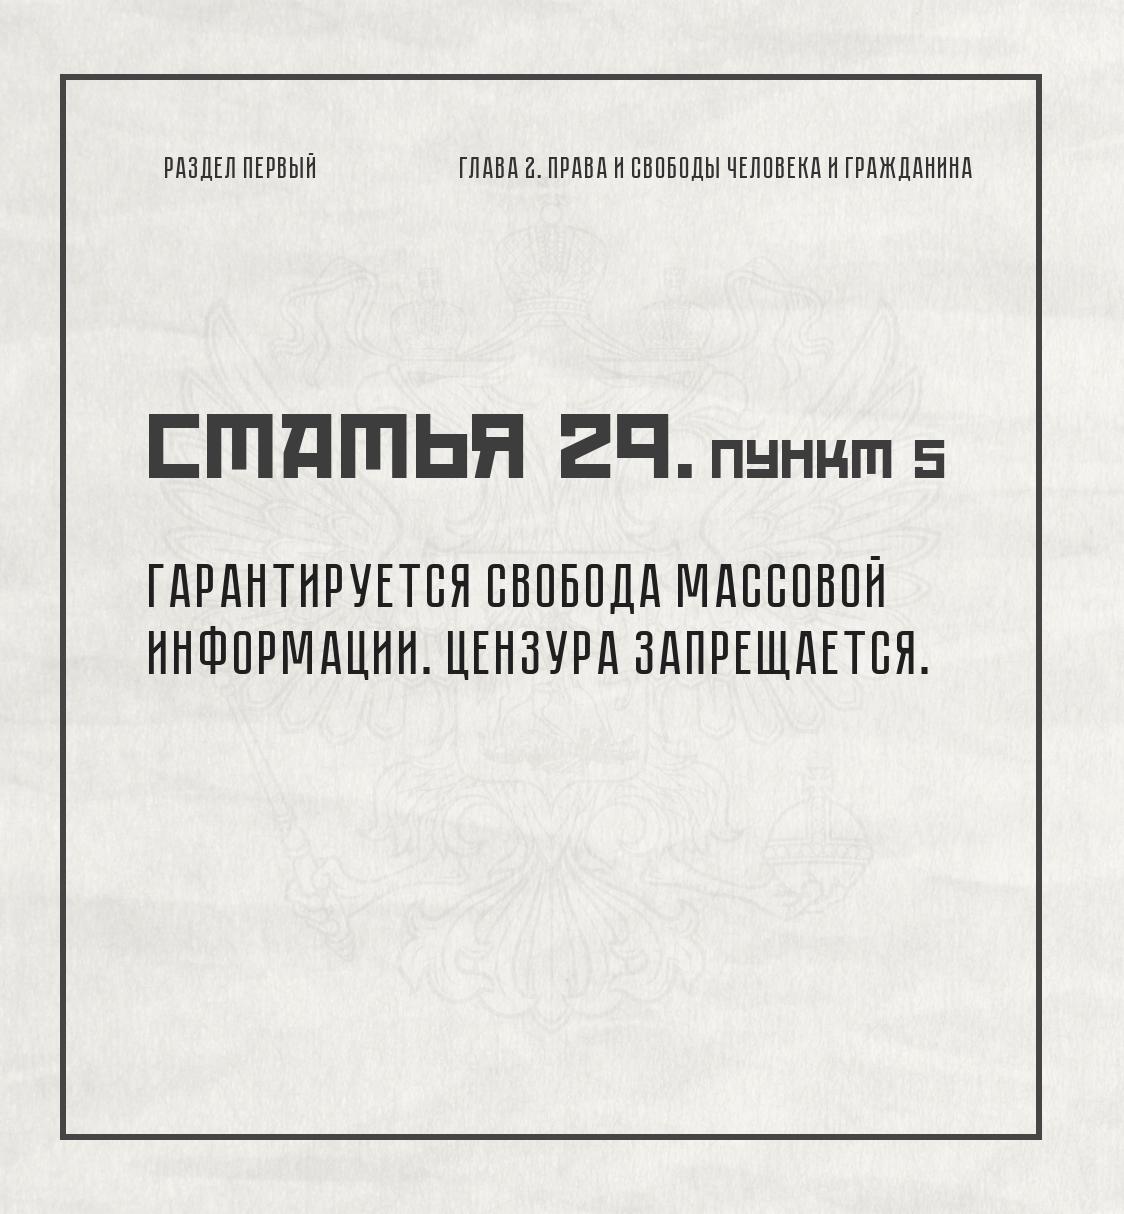 РАЗДЕЛ ПЕРВЫЙ ГЛАВА 2. ПРАВА И СВОБОДЫ ЧЕЛОВЕКА И ГРАЖДАНИНА
СТАТЬЯ 29. ПУНКТ 5
ГАРАНТИРУЕТСЯ СВОБОДА МАССОВОЙ
ИНФОРМАЦИИ. ЦЕНЗУРА ЗАПРЕЩАЕТСЯ.